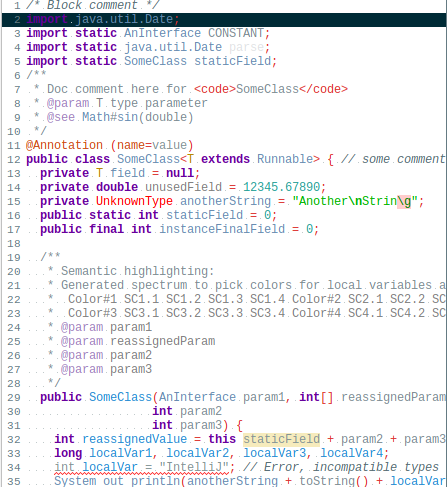 1 /* Block comment */
2 import java.util.Date;
3 import static AnInterface CONSTANT;
4 import static java.util.Date parse;
5 import static SomeClass staticField;
6 /**
7 * Doc comment here for <code>SomeClass</code>
8 * @param T type parameter
9 * @see Math#sin(double)
10 */
11 @Annotation (name=value)
12 public class SomeClass<T extends Runnable> { // some comment
13 private T field = null;
14 private double unusedField = 12345.67890;
15 private UnknownType anotherString = "Another\nStrin\g";
16 public static int staticField = 0;
17 public final int instanceFinalField = 0;
18
19 /**
20 * Semantic highlighting:
21 * Generated spectrum to pick colors for local variables a
22 * Color#1 SC1.1 SC1.2 SC1.3 SC1.4 Color#2 SC2.1 SC2.2 SC
23 * Color#3 SC3.1 SC3.2 SC3.3 SC3.4 Color#4 SC4.1 SC4.2 SC
24 * @param param1
25 * @param reassignedParam
26 * @param param2
27 * @param param3
28 */
29 public SomeClass(AnInterface param1, int[] reassignedParam
30 int param2
31 int param3) {
32 int reassignedValue = this staticField + param2 + param3
33 long localVar1, localVar2, localVar3, localVar4;
34 int localVar = "IntelliJ"; // Error, incompatible types
35 System out println(anotherString + toString() + localVar